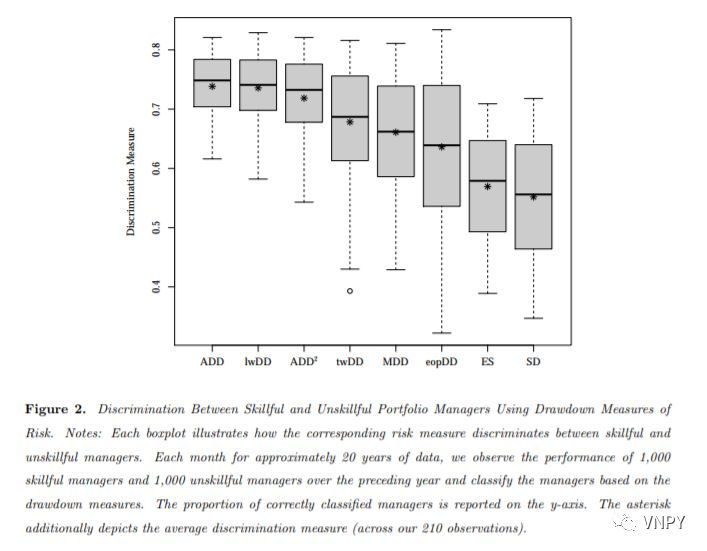 Discrimination Measure
0.8
0.7
0.6
0.5
0.4
ADD lwDD ADD² twDD MDD eopDD ES SD
Figure 2. Discrimination Between Skillful and Unskillful Portfolio Managers Using Drawdown Measures of
Risk. Notes: Each boxplot illustrates how the corresponding risk measure discriminates between skillful and
unskillful managers. Each month for approximately 20 years of data, we observe the performance of 1,000
skillful managers and 1,000 unskillful managers over the preceding year and classify the managers based on the
drawdown measures. The proportion of correctly classified managers is reported on the y-axis. The asterisk
additionally depicts the average discrimination measure (across our 210 observations).
VNPY